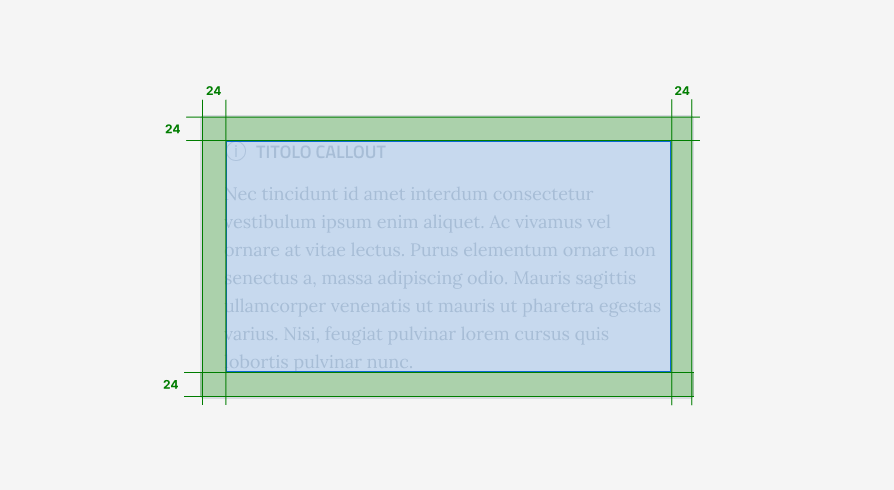 24
24
24
TITOLO CALLOUT
Nec tincidunt id amet interdum consectetur
vestibulum ipsum enim aliquet. Ac vivamus vel
ornare at vitae lectus. Purus elementum ornare non
senectus a, massa adipiscing odio. Mauris sagittis
ullamcorper venenatis ut mauris ut pharetra egestas
varius. Nisi, feugiat pulvinar lorem cursus quis
lobortis pulvinar nunc.
24